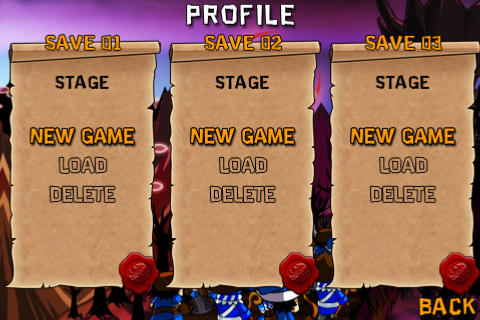 PROFILE
SAVE 01
STAGE
NEW GAME
LOAD
DELETE
SAVE 02
STAGE
NEW GAME
LOAD
DELETE
SAVE 03
STAGE
NEW GAME
LOAD
DELETE
BACK